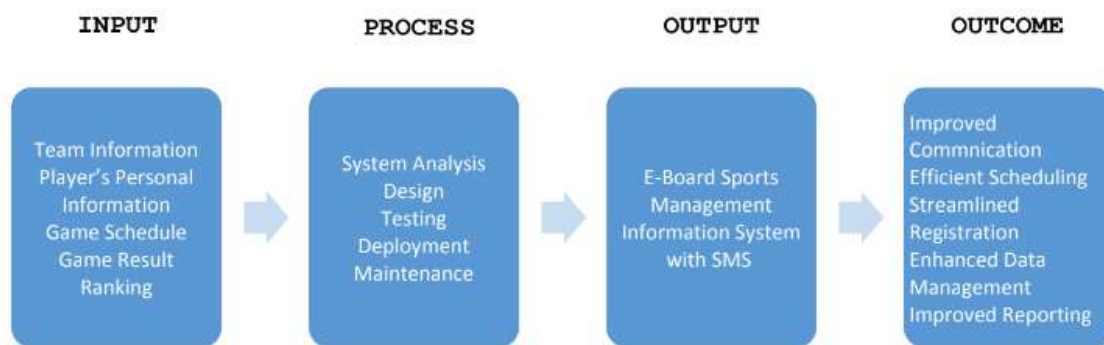 INPUT
PROCESS
OUTPUT
OUTCOME
Team Information
Player's Personal
Information
Game Schedule
Game Result
Ranking
System Analysis
Design
Testing
Deployment
Maintenance
E-Board Sports
Management
Information System
with SMS
Improved
Commnication
Efficient Scheduling
Streamlined
Registration
Enhanced Data
Management
Improved Reporting